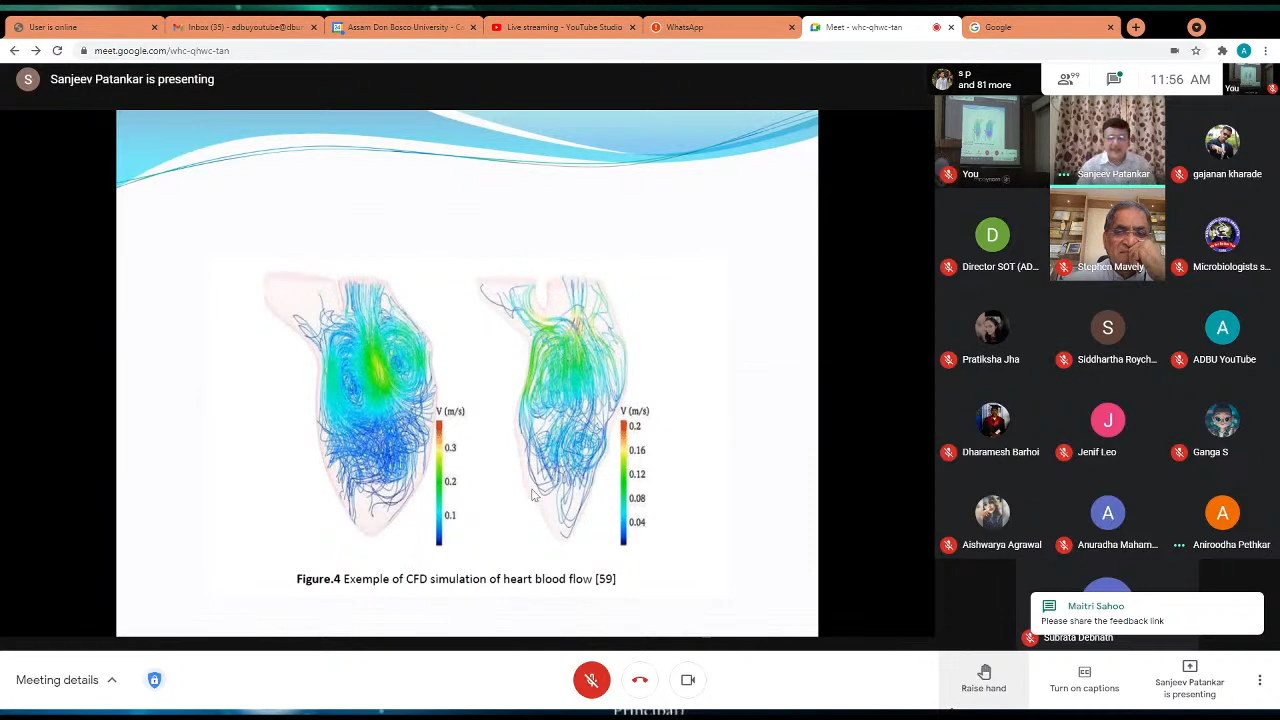 User is online
Inbox (35) - adbuyoutube@dbun
Assam Don Bosco University - Ca
Live streaming - YouTube Studio
WhatsApp
Meet - whc-qhwc-tan
Google
meet.google.com/whc-qhwc-tan
A
S
Sanjeev Patankar is presenting
s p
and 81 more
99
11:56 AM
You
You
Sanjeev Patankar
gajanan kharade
D
Director SOT (AD...
Stephen Mavely
Microbiologists s...
Pratiksha Jha
S
Siddhartha Roych...
A
ADBU YouTube
Dharamesh Barhoi
J
Jenif Leo
Ganga S
Aishwarya Agrawal
A
Anuradha Maham...
A
Aniroodha Pethkar
V (m/s)
0.3
0.2
0.1
V (m/s)
0.2
0.16
0.12
0.08
0.04
Figure.4 Exemple of CFD simulation of heart blood flow [59]
Maitri Sahoo
Please share the feedback link
Subrata Debnath
Meeting details
Raise hand
Turn on captions
Sanjeev Patankar
is presenting